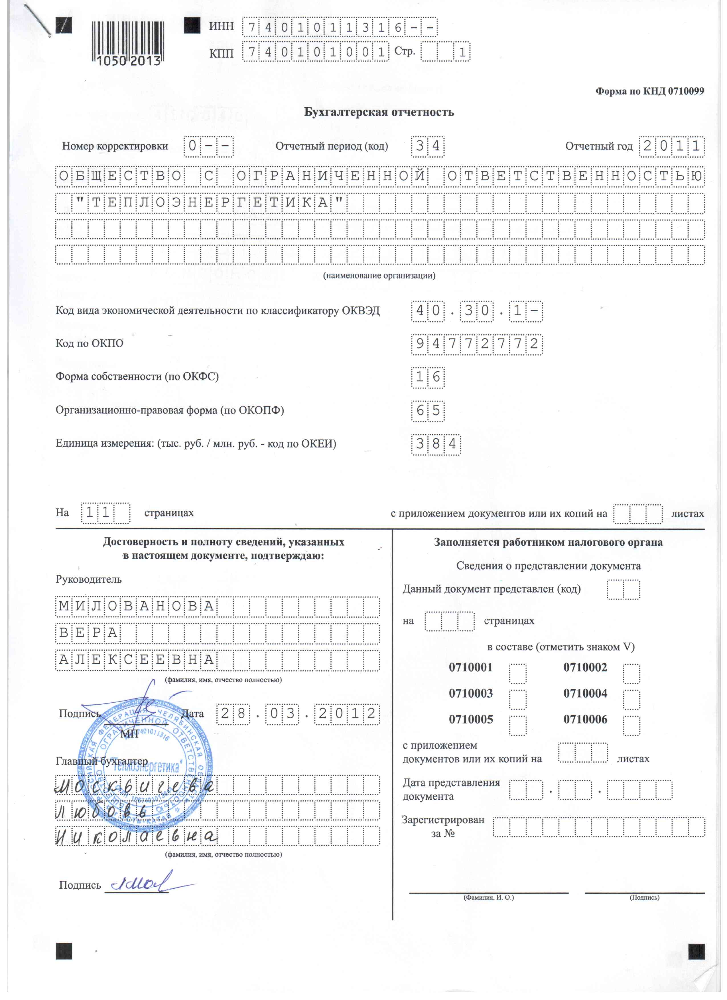 ИНН 7401011316--
1050 2013
КПП 740101001 Стр. 1
Форма по КНД 0710099
Бухгалтерская отчетность
Номер корректировки 0-- Отчетный период (код) 34 Отчетный год 2011
ОБЩЕСТВО С ОГРАНИЧЕННОЙ ОТВЕТСТВЕННОСТЬЮ
"ТЕПЛОЭНЕРГЕТИКА"
(наименование организации)
Код вида экономической деятельности по классификатору ОКВЭД 40.30.1-
Код по ОКПО 94772772
Форма собственности (по ОКФС) 16
Организационно-правовая форма (по ОКОПФ) 65
Единица измерения: (тыс. руб. / млн. руб. - код по ОКЕИ) 384
На 11 страницах с приложением документов или их копий на листах
Достоверность и полноту сведений, указанных
в настоящем документе, подтверждаю:
Руководитель
МИЛОВАНОВА
ВЕРА
АЛЕКСЕЕВНА
(фамилия, имя, отчество полностью)
Подпись Дата 28.03.2012
МП
РОССИЙСКАЯ ФЕДЕРАЦИЯ ЧЕЛЯБИНСКАЯ ОБЛАСТЬ Г. УСТЬ-КАТАВ
ОБЩЕСТВО С ОГРАНИЧЕННОЙ ОТВЕТСТВЕННОСТЬЮ
ИНН 7401011316
"Теплоэнергетика"
Главный бухгалтер
Москвичева
Любовь
Николаевна
(фамилия, имя, отчество полностью)
Подпись
Заполняется работником налогового органа
Сведения о представлении документа
Данный документ представлен (код)
на страницах
в составе (отметить знаком V)
0710001 0710002
0710003 0710004
0710005 0710006
с приложением
документов или их копий на листах
Дата представления
документа . .
Зарегистрирован
за №
(Фамилия, И. О.) (Подпись)